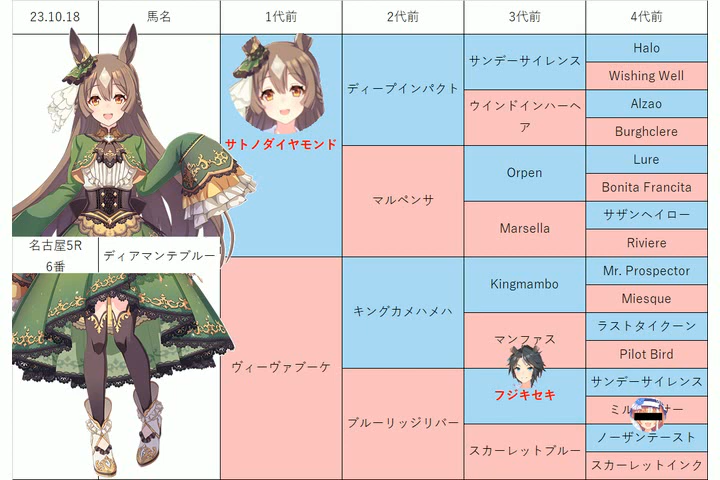 23.10.18 馬名 1代前 2代前 3代前 4代前
サトノダイヤモンド
ディープインパクト
サンデーサイレンス
Halo
Wishing Well
ウインドインハーヘ
ア
Alzao
Burghclere
マルペンサ
Orpen
Lure
Bonita Francita
Marsella
サザンヘイロー
Riviere
名古屋5R
6番
ディアマンテブルー
ヴィーヴァブーケ
キングカメハメハ
Kingmambo
Mr. Prospector
Miesque
マンファス
ラストタイクーン
Pilot Bird
ブルーリッジリバー
フジキセキ
サンデーサイレンス
ミル
サー
スカーレットブルー
ノーザンテースト
スカーレットインク